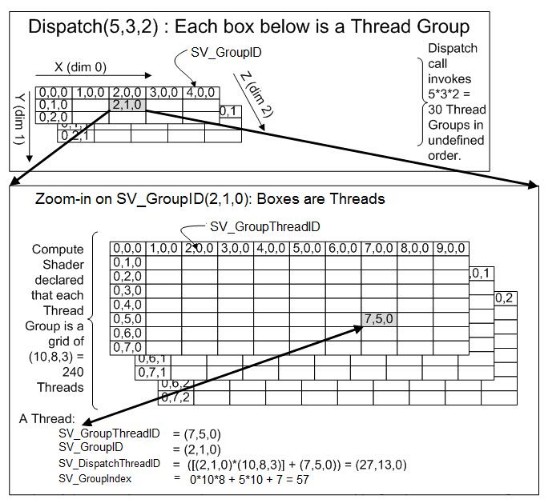 Dispatch(5,3,2) : Each box below is a Thread Group
SV_GroupID
X (dim 0)
Y (dim 1)
Z (dim 2)
0,0,0 1,0,0 2,0,0 3,0,0 4,0,0
0,1,0 2,1,0
0,2,0
0,1
0,2,1
Dispatch
call
invokes
5*3*2 =
30 Thread
Groups in
undefined
order.
Zoom-in on SV_GroupID(2,1,0): Boxes are Threads
SV_GroupThreadID
Compute
Shader
declared
that each
Thread
Group is a
grid of
(10,8,3) =
240
Threads
0,0,0 1,0,0 2,0,0 3,0,0 4,0,0 5,0,0 6,0,0 7,0,0 8,0,0 9,0,0
0,1,0
0,2,0
0,3,0
0,4,0
0,5,0 7,5,0
0,6,0
0,7,0
,0,1
0,2
0,6,1
0,7,1
0,6,2
0,7,2
A Thread:
SV_GroupThreadID = (7,5,0)
SV_GroupID = (2,1,0)
SV_DispatchThreadID = ([(2,1,0)*(10,8,3)] + (7,5,0)) = (27,13,0)
SV_GroupIndex = 0*10*8 + 5*10 + 7 = 57